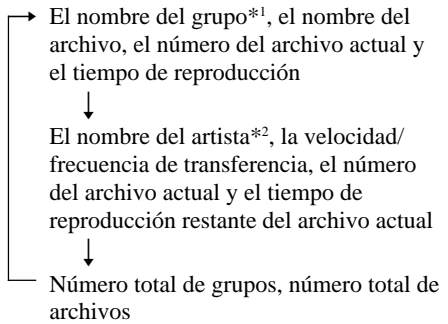 El nombre del grupo*1, el nombre del
archivo, el número del archivo actual y
el tiempo de reproducción
El nombre del artista*2, la velocidad/
frecuencia de transferencia, el número
del archivo actual y el tiempo de
reproducción restante del archivo actual
Número total de grupos, número total de
archivos